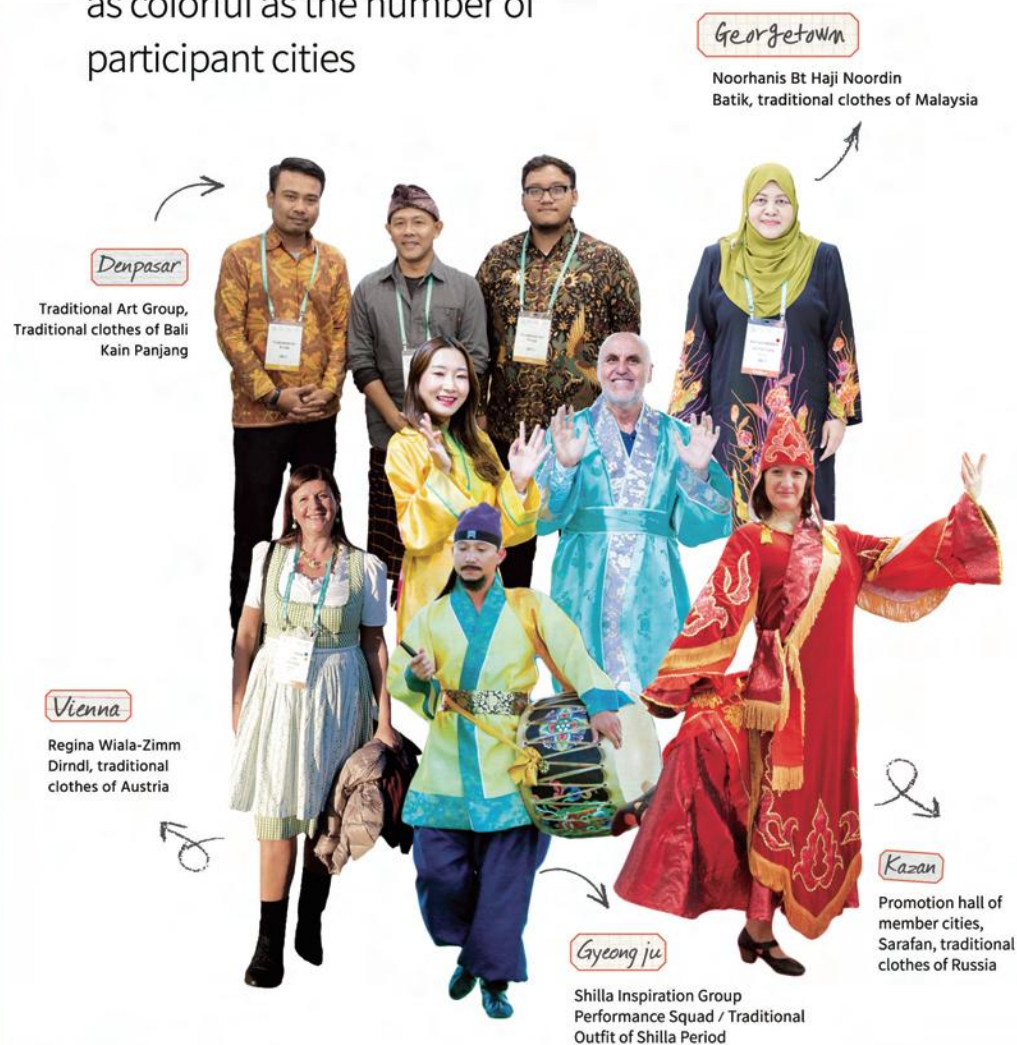 as colorful as the number of
participant cities
Georgetown
Noorhanis Bt Haji Noordin
Batik, traditional clothes of Malaysia
Denpasar
Traditional Art Group,
Traditional clothes of Bali
Kain Panjang
Vienna
Regina Wiala-Zimm
Dirndl, traditional
clothes of Austria
Kazan
Promotion hall of
member cities,
Sarafan, traditional
clothes of Russia
Gyeong ju
Shilla Inspiration Group
Performance Squad / Traditional
Outfit of Shilla Period